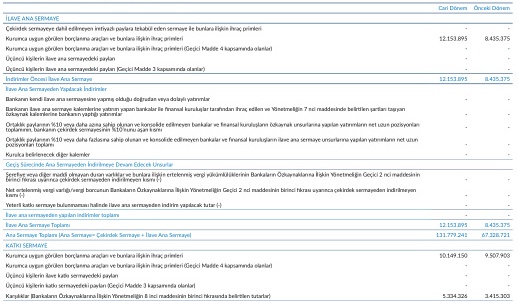 Cari Dönem Önceki Dönem
İLAVE ANA SERMAYE
Çekirdek sermayeye dahil edilmeyen imtiyazlı paylara tekabül eden sermaye ile bunlara ilişkin ihraç primleri - -
Kurumca uygun görülen borçlanma araçları ve bunlara ilişkin ihraç primleri 12.153.895 8.435.375
Kurumca uygun görülen borçlanma araçları ve bunlara ilişkin ihraç primleri (Geçici Madde 4 kapsamında olanlar) - -
Üçüncü kişilerin ilave ana sermayedeki payları - -
Üçüncü kişilerin ilave ana sermayedeki payları (Geçici Madde 3 kapsamında olanlar) - -
İndirimler Öncesi İlave Ana Sermaye 12.153.895 8.435.375
İlave Ana Sermayeden Yapılacak İndirimler
Bankanın kendi ilave ana sermayesine yapmış olduğu doğrudan veya dolaylı yatırımlar - -
Bankanın ilave ana sermaye kalemlerine yatırım yapan bankalar ile finansal kuruluşlar tarafından ihraç edilen ve Yönetmeliğin 7 nci maddesinde belirtilen şartları taşıyan
özkaynak kalemlerine bankanın yaptığı yatırımlar - -
Ortaklık paylarının %10 veya daha azına sahip olunan ve konsolide edilmeyen bankalar ve finansal kuruluşların özkaynak unsurlarına yapılan yatırımların net uzun pozisyonları
toplamının, bankanın çekirdek sermayesinin %10'nunu aşan kısmı - -
Ortaklık paylarının %10 veya daha fazlasına sahip olunan ve konsolide edilmeyen bankalar ve finansal kuruluşların ilave ana sermaye unsurlarına yapılan yatırımların net uzun
pozisyonları toplamı - -
Kurulca belirlenecek diğer kalemler - -
Geçiş Sürecinde Ana Sermayeden İndirilmeye Devam Edecek Unsurlar
Şerefiye veya diğer maddi olmayan duran varlıklar ve bunlara ilişkin ertelenmiş vergi yükümlülüklerinin Bankaların Özkaynaklarına İlişkin Yönetmeliğin Geçici 2 nci maddesinin
birinci fıkrası uyarınca çekirdek sermayeden indirilmeyen kısmı (-) - -
Net ertelenmiş vergi varlığı/vergi borcunun Bankaların Özkaynaklarına İlişkin Yönetmeliğin Geçici 2 nci maddesinin birinci fıkrası uyarınca çekirdek sermayeden indirilmeyen
kısmı (-) - -
Yeterli katkı sermaye bulunmaması halinde ilave ana sermayeden indirim yapılacak tutar (-) - -
İlave ana sermayeden yapılan indirimler toplamı - -
İlave Ana Sermaye Toplamı 12.153.895 8.435.375
Ana Sermaye Toplamı (Ana Sermaye= Çekirdek Sermaye + İlave Ana Sermaye) 131.779.241 67.328.721
KATKI SERMAYE
Kurumca uygun görülen borçlanma araçları ve bunlara ilişkin ihraç primleri 10.149.150 9.507.903
Kurumca uygun görülen borçlanma araçları ve bunlara ilişkin ihraç primleri (Geçici Madde 4 kapsamında olanlar) - -
Üçüncü kişilerin ilave katkı sermayedeki payları - -
Üçüncü kişilerin katkı sermayedeki payları (Geçici Madde 3 kapsamında olanlar) - -
Karşılıklar (Bankaların Özkaynaklarına İlişkin Yönetmeliğin 8 inci maddesinin birinci fıkrasında belirtilen tutarlar) 5.334.326 3.415.303